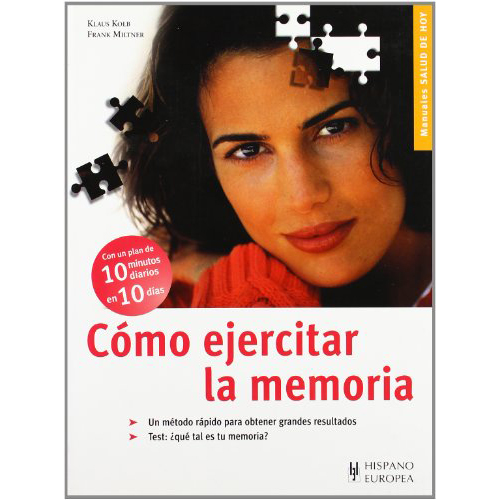 KLAUS KOLB
FRANK MILTNER
Manuales SALUD DE HOY
Con un plan de
10 minutos diarios
en 10 días
Cómo ejercitar
la memoria
Un método rápido para obtener grandes resultados
Test: ¿qué tal es tu memoria?
HISPANO
EUROPEA